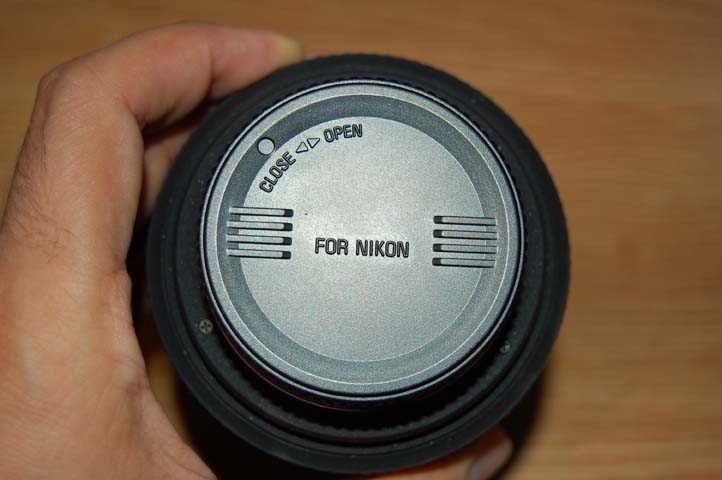 CLOSE ◁▷ OPEN
FOR NIKON